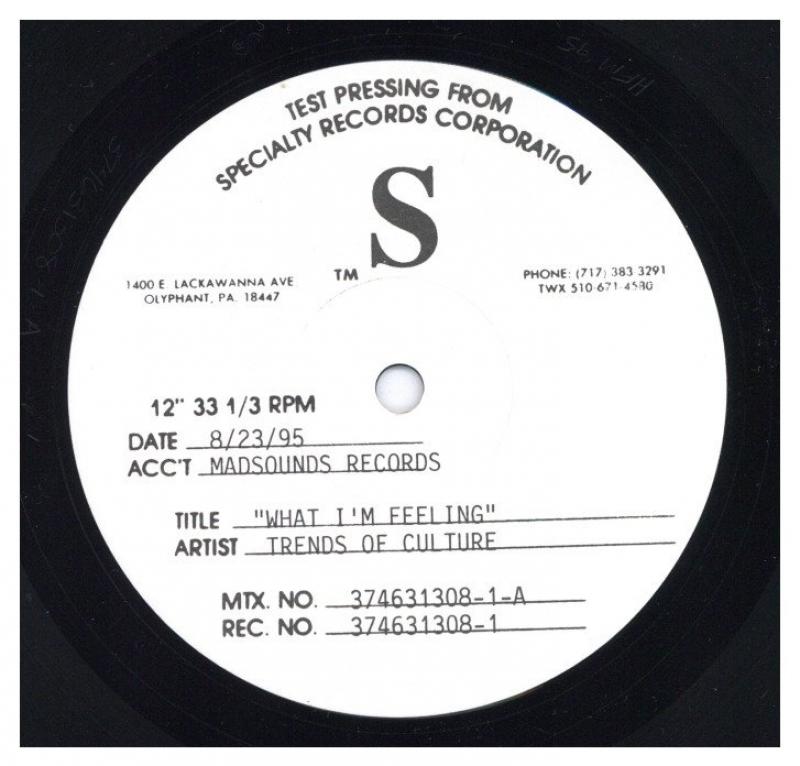 TEST PRESSING FROM
SPECIALTY RECORDS CORPORATION
S
TM
1400 E. LACKAWANNA AVE
OLYPHANT, PA. 18447
PHONE: (717) 383 3291
TWX 510-671-4580
12" 33 1/3 RPM
DATE 8/23/95
ACC'T MADSOUNDS RECORDS
TITLE "WHAT I'M FEELING"
ARTIST TRENDS OF CULTURE
MTX. NO. 374631308-1-A
REC. NO. 374631308-1